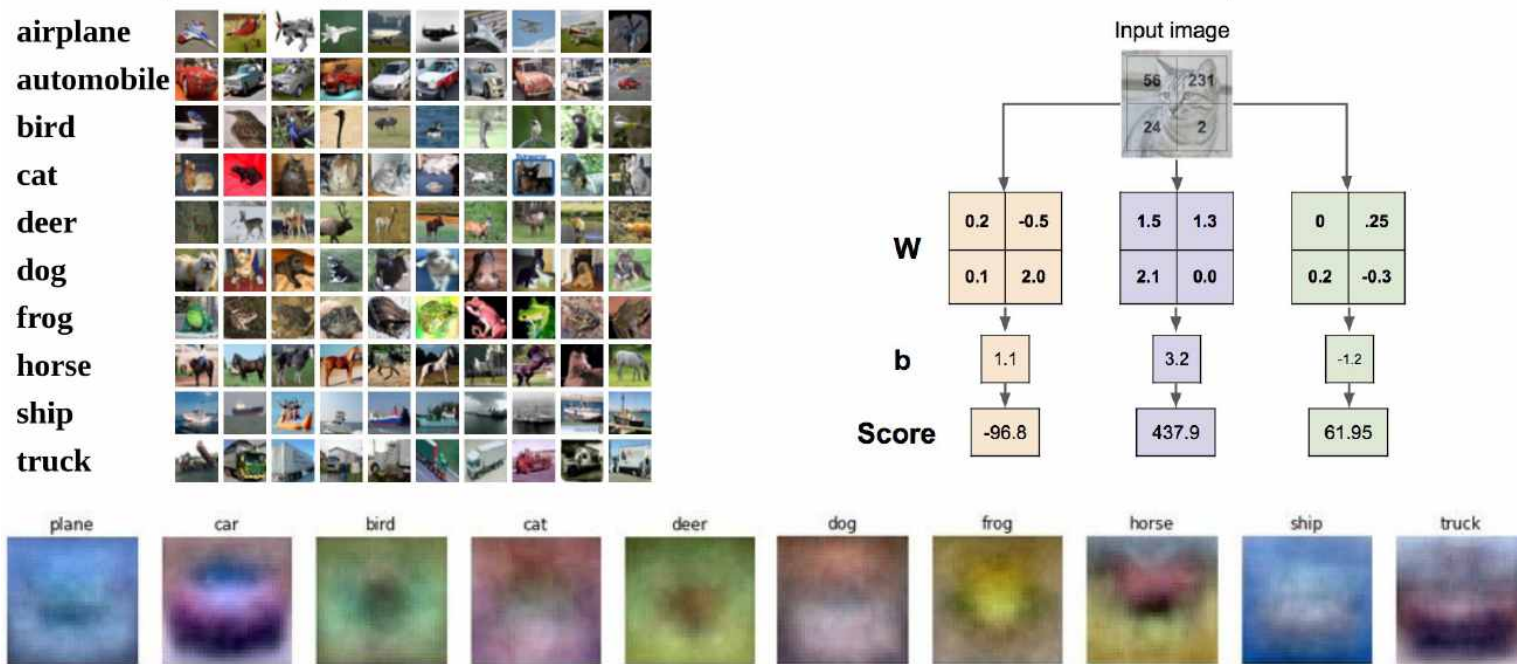 airplane
automobile
bird
cat
deer
dog
frog
horse
ship
truck
Input image
56 231
24 2
W
0.2 -0.5
0.1 2.0
1.5 1.3
2.1 0.0
0 .25
0.2 -0.3
b
1.1 3.2 -1.2
Score
-96.8 437.9 61.95
plane car bird cat deer dog frog horse ship truck